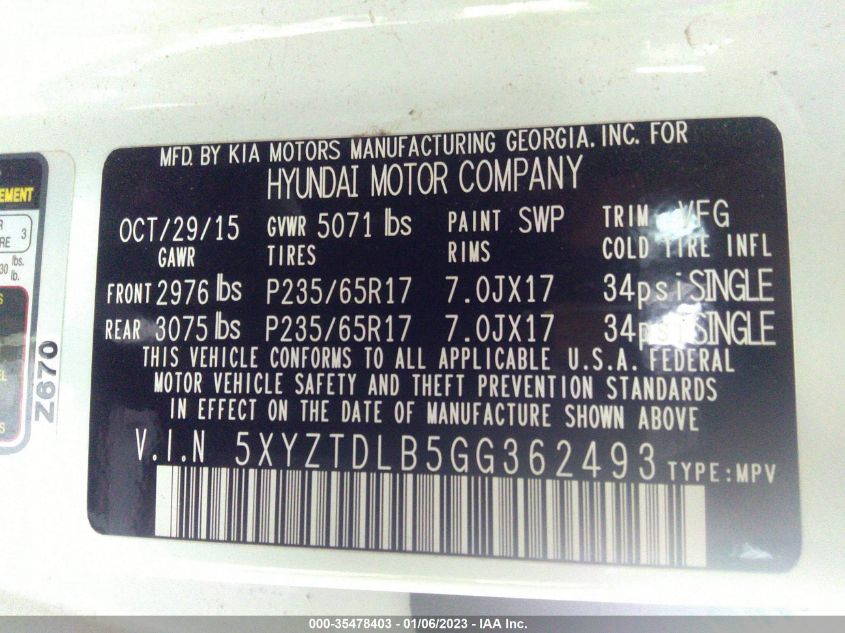 MFD. BY KIA MOTORS MANUFACTURING GEORGIA. INC. FOR
HYUNDAI MOTOR COMPANY
OCT/29/15 GVWR 5071 lbs PAINT SWP TRIM VFG
GAWR TIRES RIMS COLD TIRE INFL
FRONT 2976 lbs P235/65R17 7.0JX17 34psi SINGLE
REAR 3075 lbs P235/65R17 7.0JX17 34psi SINGLE
THIS VEHICLE CONFORMS TO ALL APPLICABLE U.S.A. FEDERAL
MOTOR VEHICLE SAFETY AND THEFT PREVENTION STANDARDS
IN EFFECT ON THE DATE OF MANUFACTURE SHOWN ABOVE
V.I.N 5XYZTDLB5GG362493 TYPE:MPV
3
lbs.
lb.
Z670
000-35478403 - 01/06/2023 - IAA Inc.